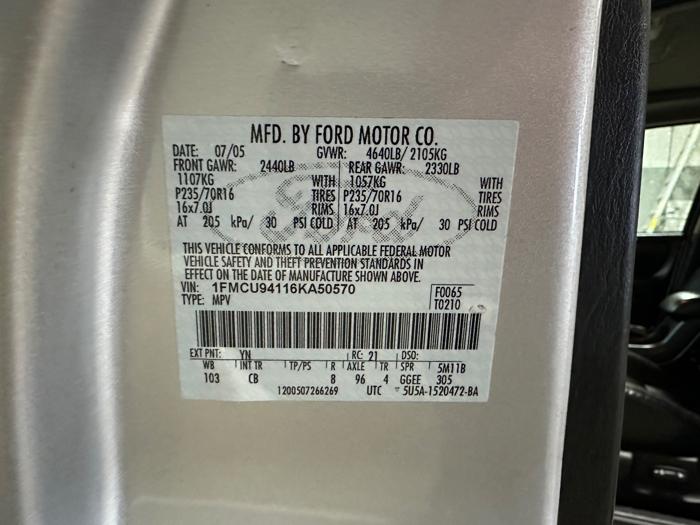 MFD. BY FORD MOTOR CO.
DATE: 07/05 GVWR: 4640LB/ 2105KG
FRONT GAWR: 2440LB REAR GAWR: 2330LB
1107KG WITH 1057KG WITH
P235/70R16 TIRES P235/70R16 TIRES
16x7.0J RIMS 16x7.0J RIMS
AT 205 kPa/ 30 PSI COLD AT 205 kPa/ 30 PSI COLD
Ford
THIS VEHICLE CONFORMS TO ALL APPLICABLE FEDERAL MOTOR
VEHICLE SAFETY AND THEFT PREVENTION STANDARDS IN
EFFECT ON THE DATE OF MANUFACTURE SHOWN ABOVE.
VIN: 1FMCU94116KA50570 F0065
TYPE: MPV T0210
EXT PNT: YN RC: 21 DSO:
WB INT TR TP/PS R AXLE TR SPR 5M11B
103 CB 8 96 4 GGEE 305
1200507266269 UTC 5U5A-1520472-BA